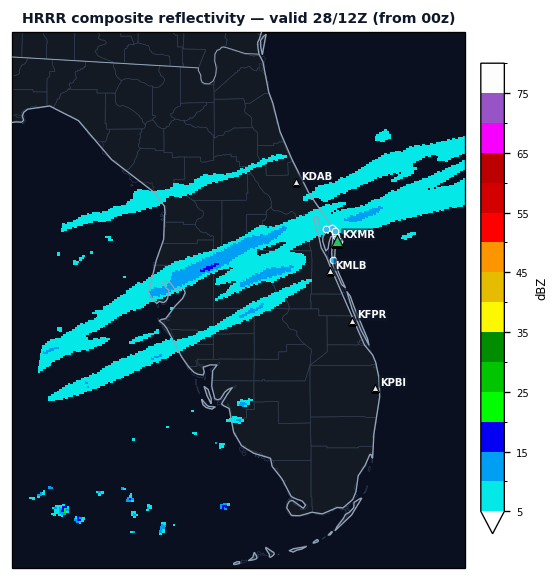 HRRR composite reflectivity — valid 28/12Z (from 00z)
KDAB
KXMR
KMLB
KFPR
KPBI
75
65
55
45
35
25
15
5
dBZ